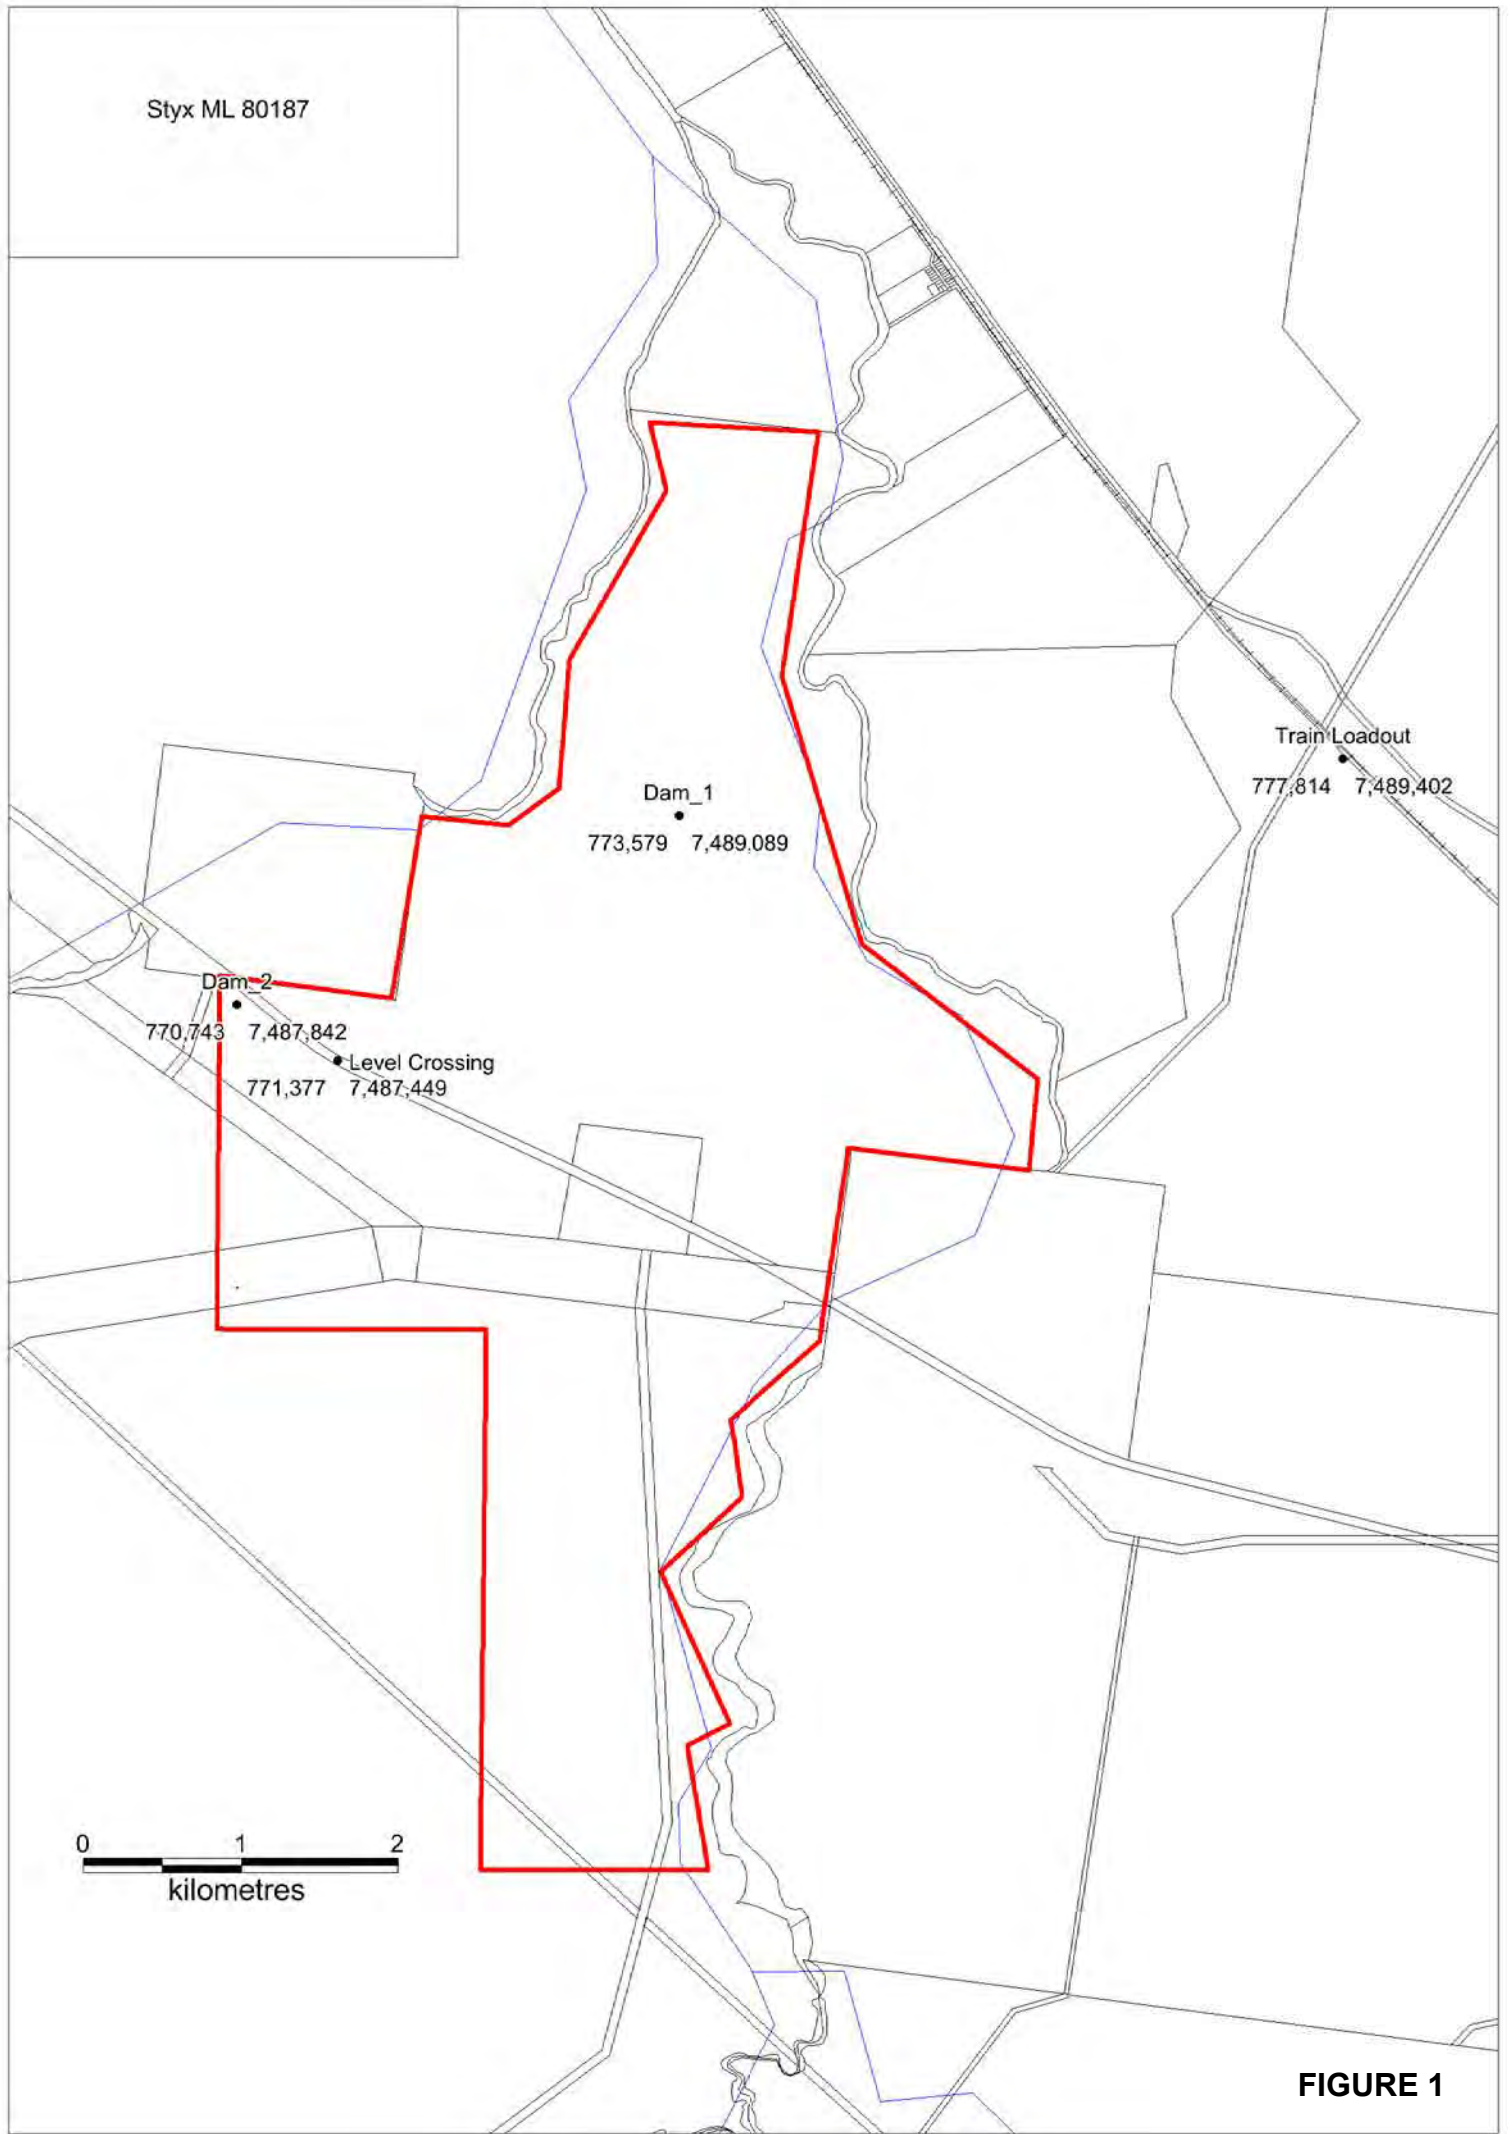 Styx ML 80187
Train Loadout
777,814 7,489,402
Dam_1
773,579 7,489,089
Dam_2
770,743 7,487,842
Level Crossing
771,377 7,487,449
0 1 2
kilometres
FIGURE 1